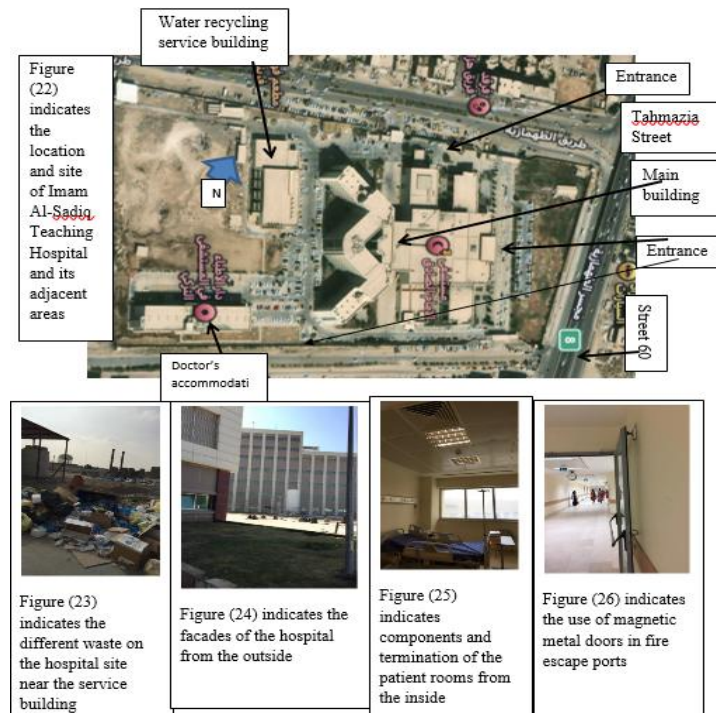 Water recycling
service building
Figure
(22)
indicates
the
location
and site
of Imam
Al-Sadiq
Teaching
Hospital
and its
adjacent
areas
Entrance
Tahmazia
Street
Main
building
Entrance
N
طريق الطهمازية
Street 60
8
Doctor's
accommodati
Figure (23)
indicates the
different waste on
the hospital site
near the service
building
Figure (24) indicates the
facades of the hospital
from the outside
Figure (25)
indicates
components and
termination of the
patient rooms from
the inside
Figure (26) indicates
the use of magnetic
metal doors in fire
escape ports